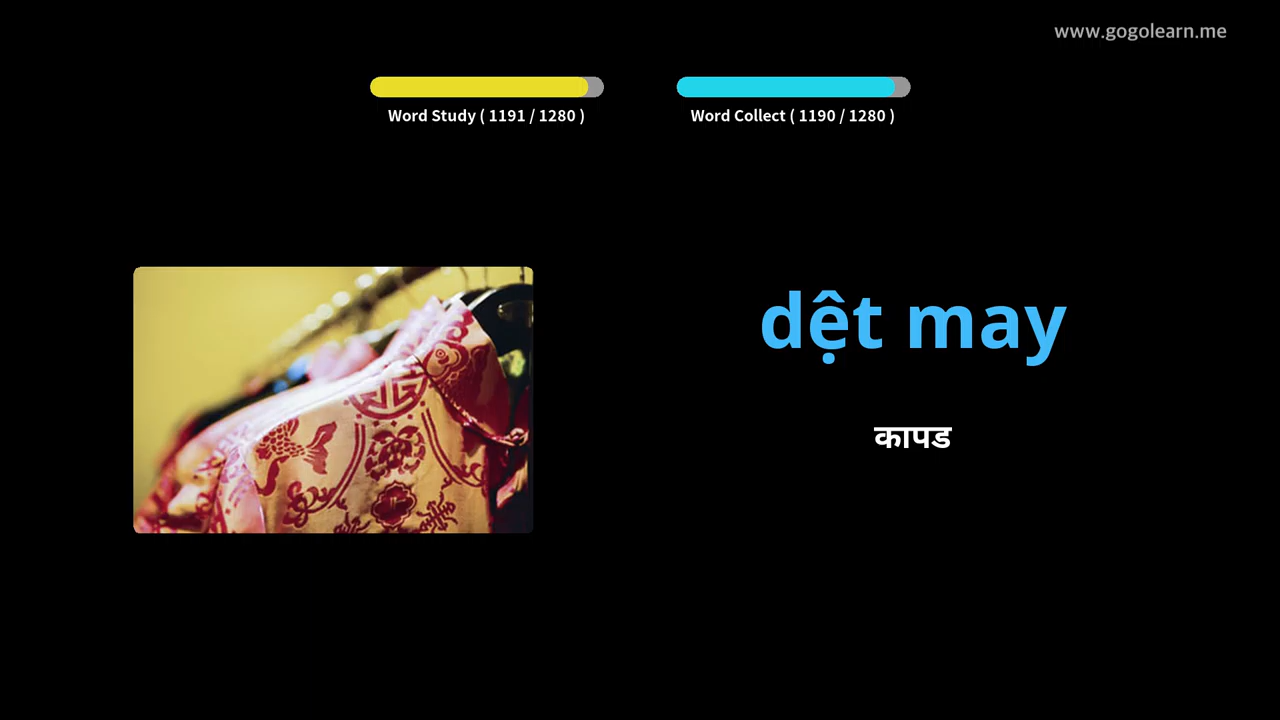 www.gogolearn.me
Word Study ( 1191 / 1280 )
Word Collect ( 1190 / 1280 )
dệt may
कापड